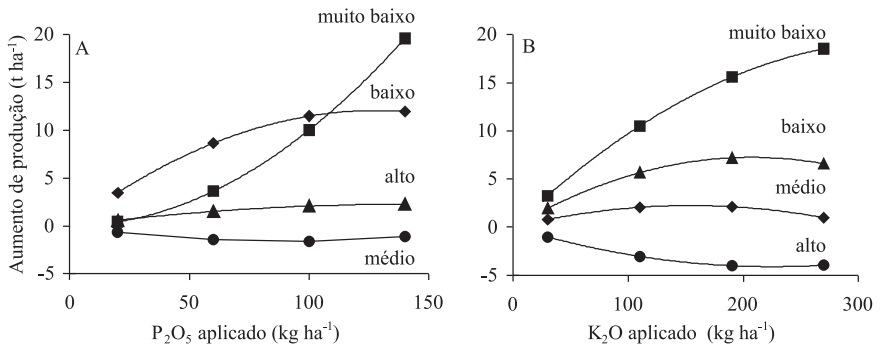 Aumento de produção (t ha-1)
A
20
15
10
5
0
-5
muito baixo
baixo
alto
médio
0
50
100
150
P2O5 aplicado (kg ha-1)
B
20
15
10
5
0
-5
muito baixo
baixo
médio
alto
0
100
200
300
K2O aplicado (kg ha-1)